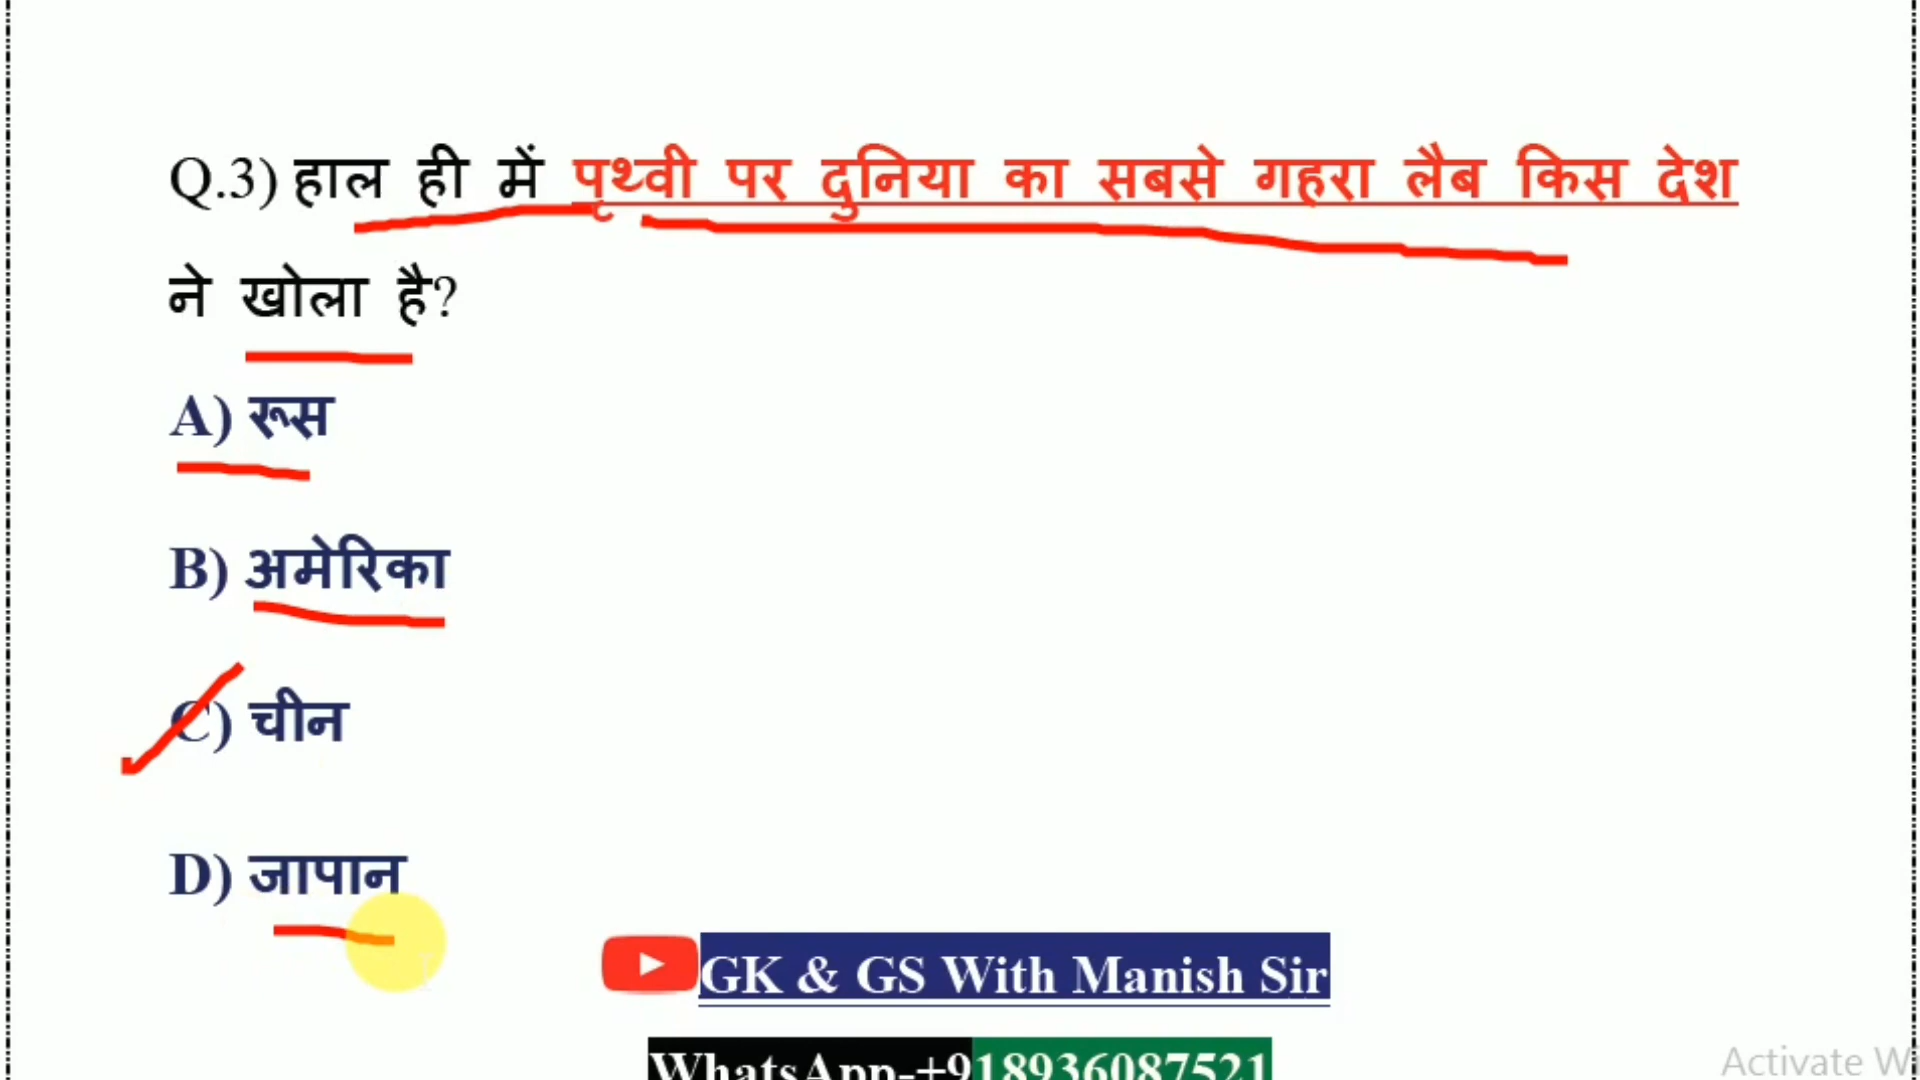 Q.3) हाल ही में पृथ्वी पर दुनिया का सबसे गहरा लैब किस देश
ने खोला है?
A) रूस
B) अमेरिका
C) चीन
D) जापान
GK & GS With Manish Sir
WhatsApp-+918936087521
Activate W